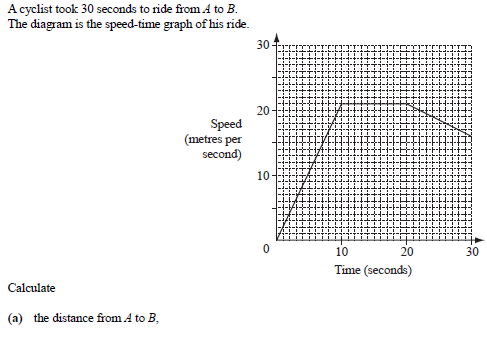 A cyclist took 30 seconds to ride from A to B.
The diagram is the speed-time graph of his ride.
30
20
Speed
(metres per
second)
10
0
10
20
30
Time (seconds)
Calculate
(a) the distance from A to B,